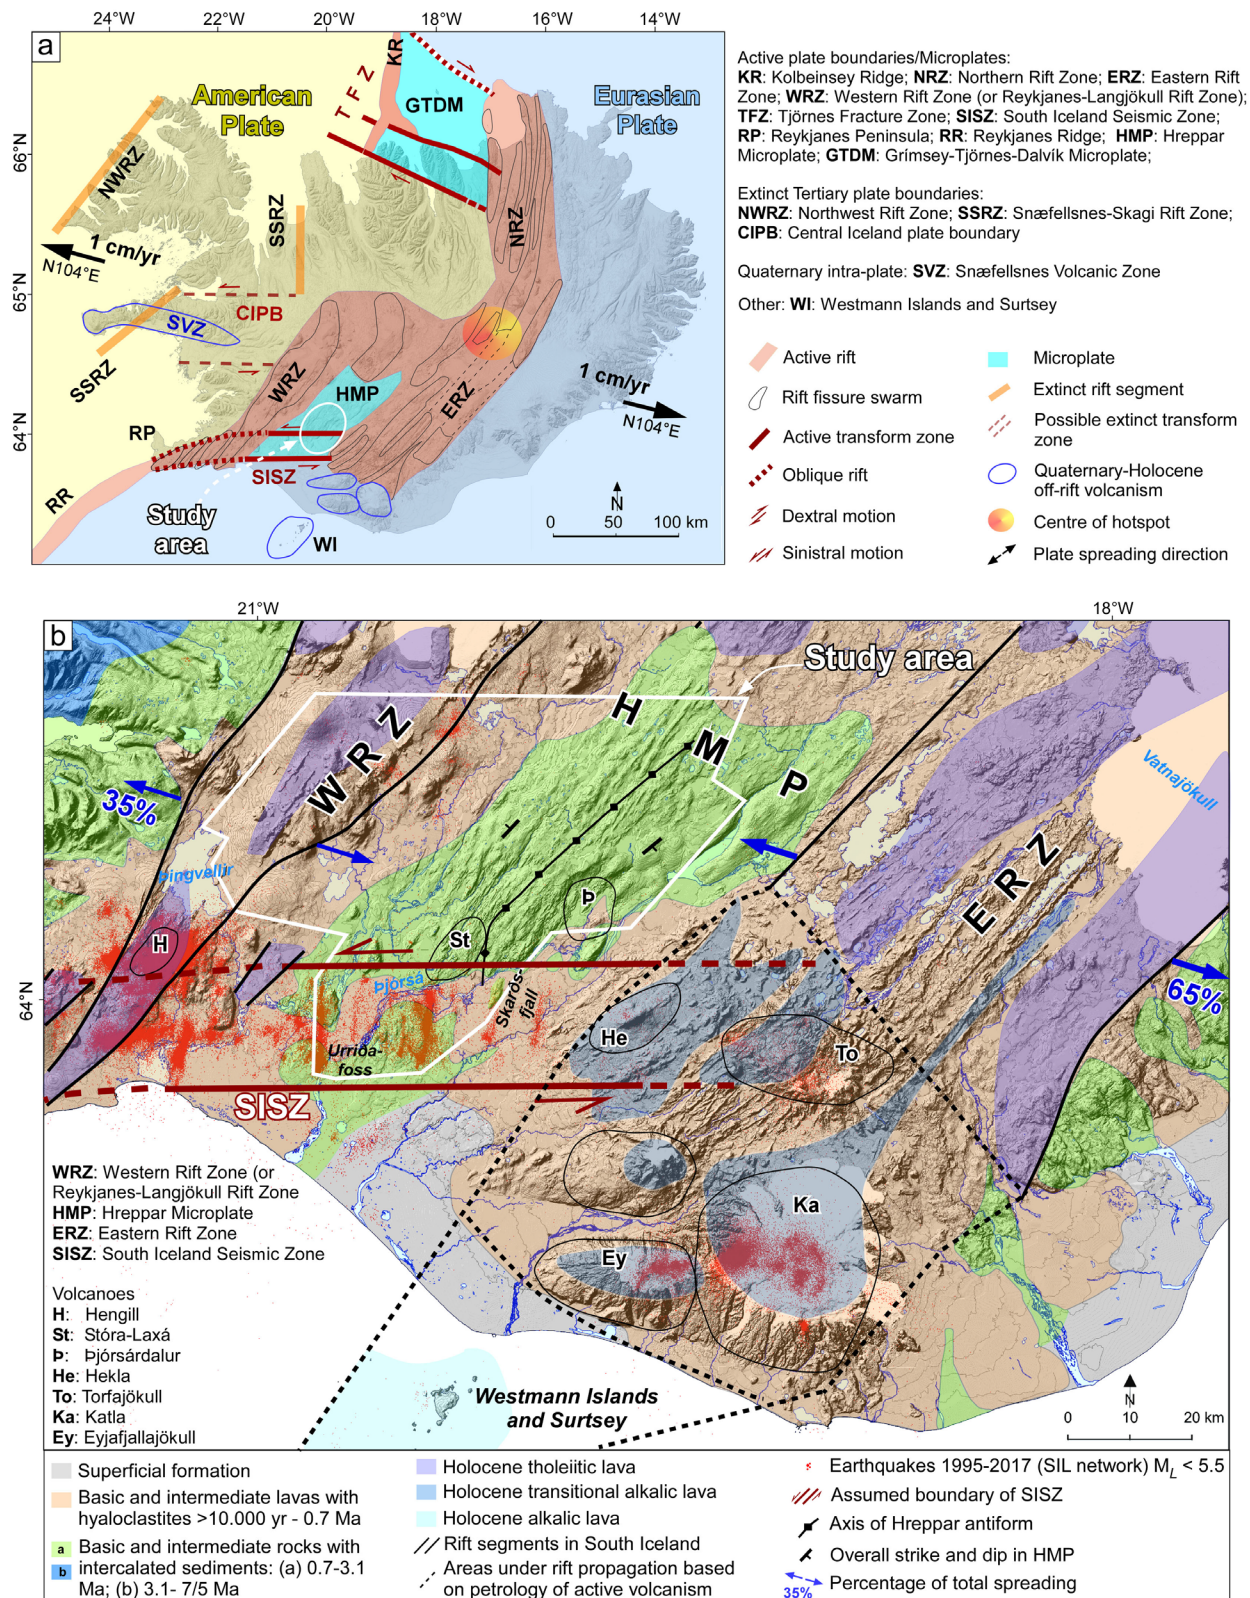 24°W 22°W 20°W 18°W 16°W 14°W
a
KR
T F Z
GTDM
American
Plate
Eurasian
Plate
66°N
NWRZ
SSRZ
NRZ
1 cm/yr
N104°E
65°N
CIPB
SVZ
SSRZ
WRZ
HMP
ERZ
1 cm/yr
N104°E
64°N
RP
SISZ
RR
Study
area
WI
N
0 50 100 km
Active plate boundaries/Microplates:
KR: Kolbeinsey Ridge; NRZ: Northern Rift Zone; ERZ: Eastern Rift
Zone; WRZ: Western Rift Zone (or Reykjanes-Langjökull Rift Zone);
TFZ: Tjörnes Fracture Zone; SISZ: South Iceland Seismic Zone;
RP: Reykjanes Peninsula; RR: Reykjanes Ridge; HMP: Hreppar
Microplate; GTDM: Grímsey-Tjörnes-Dalvík Microplate;
Extinct Tertiary plate boundaries:
NWRZ: Northwest Rift Zone; SSRZ: Snæfellsnes-Skagi Rift Zone;
CIPB: Central Iceland plate boundary
Quaternary intra-plate: SVZ: Snæfellsnes Volcanic Zone
Other: WI: Westmann Islands and Surtsey
Active rift
Rift fissure swarm
Active transform zone
Oblique rift
Dextral motion
Sinistral motion
Microplate
Extinct rift segment
Possible extinct transform
zone
Quaternary-Holocene
off-rift volcanism
Centre of hotspot
Plate spreading direction
21°W 18°W
b
Study area
H
M
P
W R Z
35%
Vatnajökull
Þingvellir
E R Z
Þ
H
St
Þjórsá
Skarðs-
fjall
65%
64°N
He
To
Urriða-
foss
SISZ
Ka
Ey
WRZ: Western Rift Zone (or
Reykjanes-Langjökull Rift Zone
HMP: Hreppar Microplate
ERZ: Eastern Rift Zone
SISZ: South Iceland Seismic Zone
Volcanoes
H: Hengill
St: Stóra-Laxá
Þ: Þjórsárdalur
He: Hekla
To: Torfajökull
Ka: Katla
Ey: Eyjafjallajökull
Westmann Islands
and Surtsey
N
0 10 20 km
Superficial formation
Basic and intermediate lavas with
hyaloclastites >10.000 yr - 0.7 Ma
a Basic and intermediate rocks with
b intercalated sediments: (a) 0.7-3.1
Ma; (b) 3.1- 7/5 Ma
Holocene tholeiitic lava
Holocene transitional alkalic lava
Holocene alkalic lava
Rift segments in South Iceland
Areas under rift propagation based
on petrology of active volcanism
Earthquakes 1995-2017 (SIL network) ML < 5.5
Assumed boundary of SISZ
Axis of Hreppar antiform
Overall strike and dip in HMP
35% Percentage of total spreading